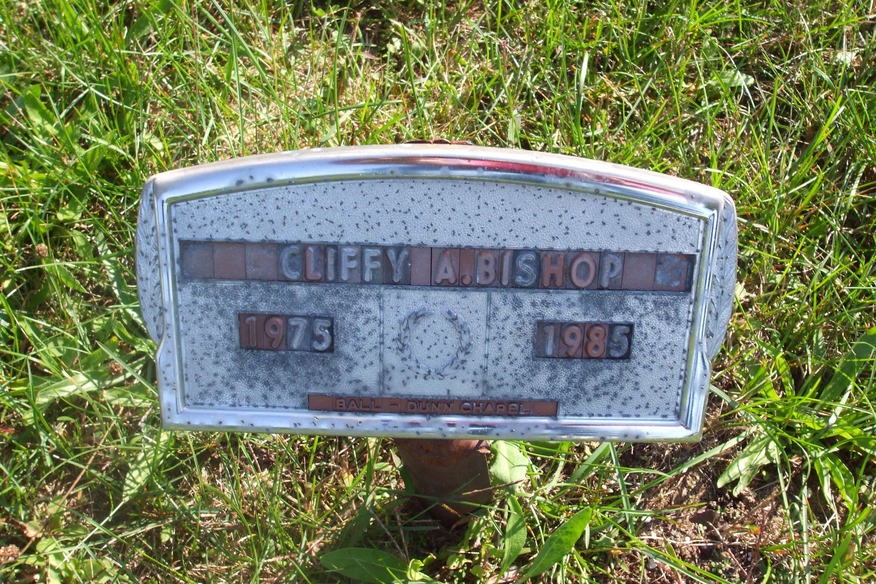 CLIFFY A. BISHOP
1975 1985
BALL - DUNN CHAPEL